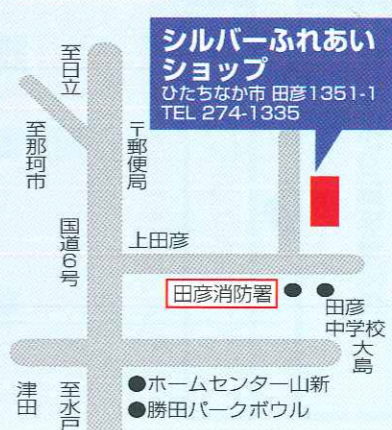 シルバーふれあい
ショップ
ひたちなか市 田彦1351-1
TEL 274-1335
至日立
至那珂市
〒郵便局
国道6号
上田彦
田彦消防署
田彦
中学校
大島
津田
至水戸
●ホームセンター山新
●勝田パークボウル